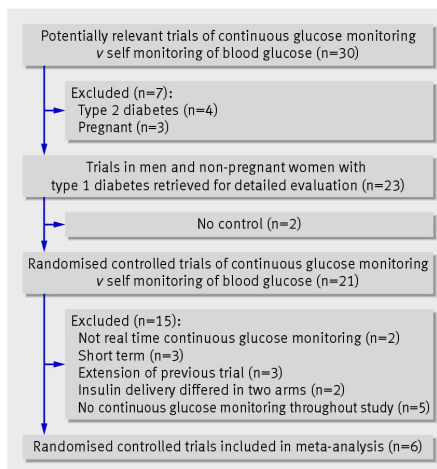 Potentially relevant trials of continuous glucose monitoring
v self monitoring of blood glucose (n=30)
Excluded (n=7):
Type 2 diabetes (n=4)
Pregnant (n=3)
Trials in men and non-pregnant women with
type 1 diabetes retrieved for detailed evaluation (n=23)
No control (n=2)
Randomised controlled trials of continuous glucose monitoring
v self monitoring of blood glucose (n=21)
Excluded (n=15):
Not real time continuous glucose monitoring (n=2)
Short term (n=3)
Extension of previous trial (n=3)
Insulin delivery differed in two arms (n=2)
No continuous glucose monitoring throughout study (n=5)
Randomised controlled trials included in meta-analysis (n=6)